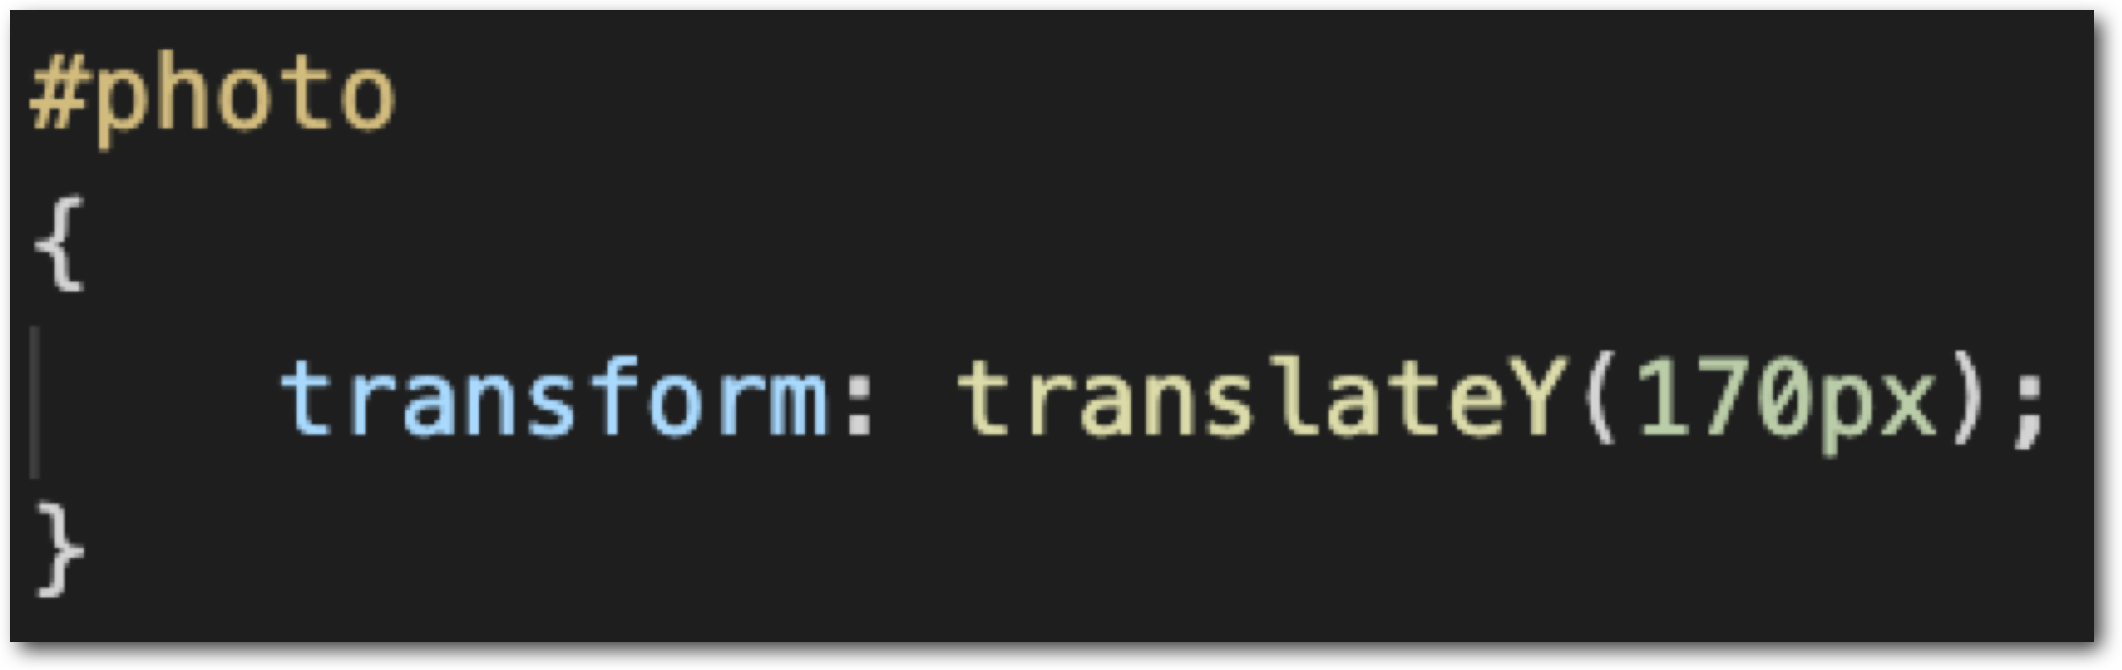 #photo
{
    transform: translateY(170px);
}